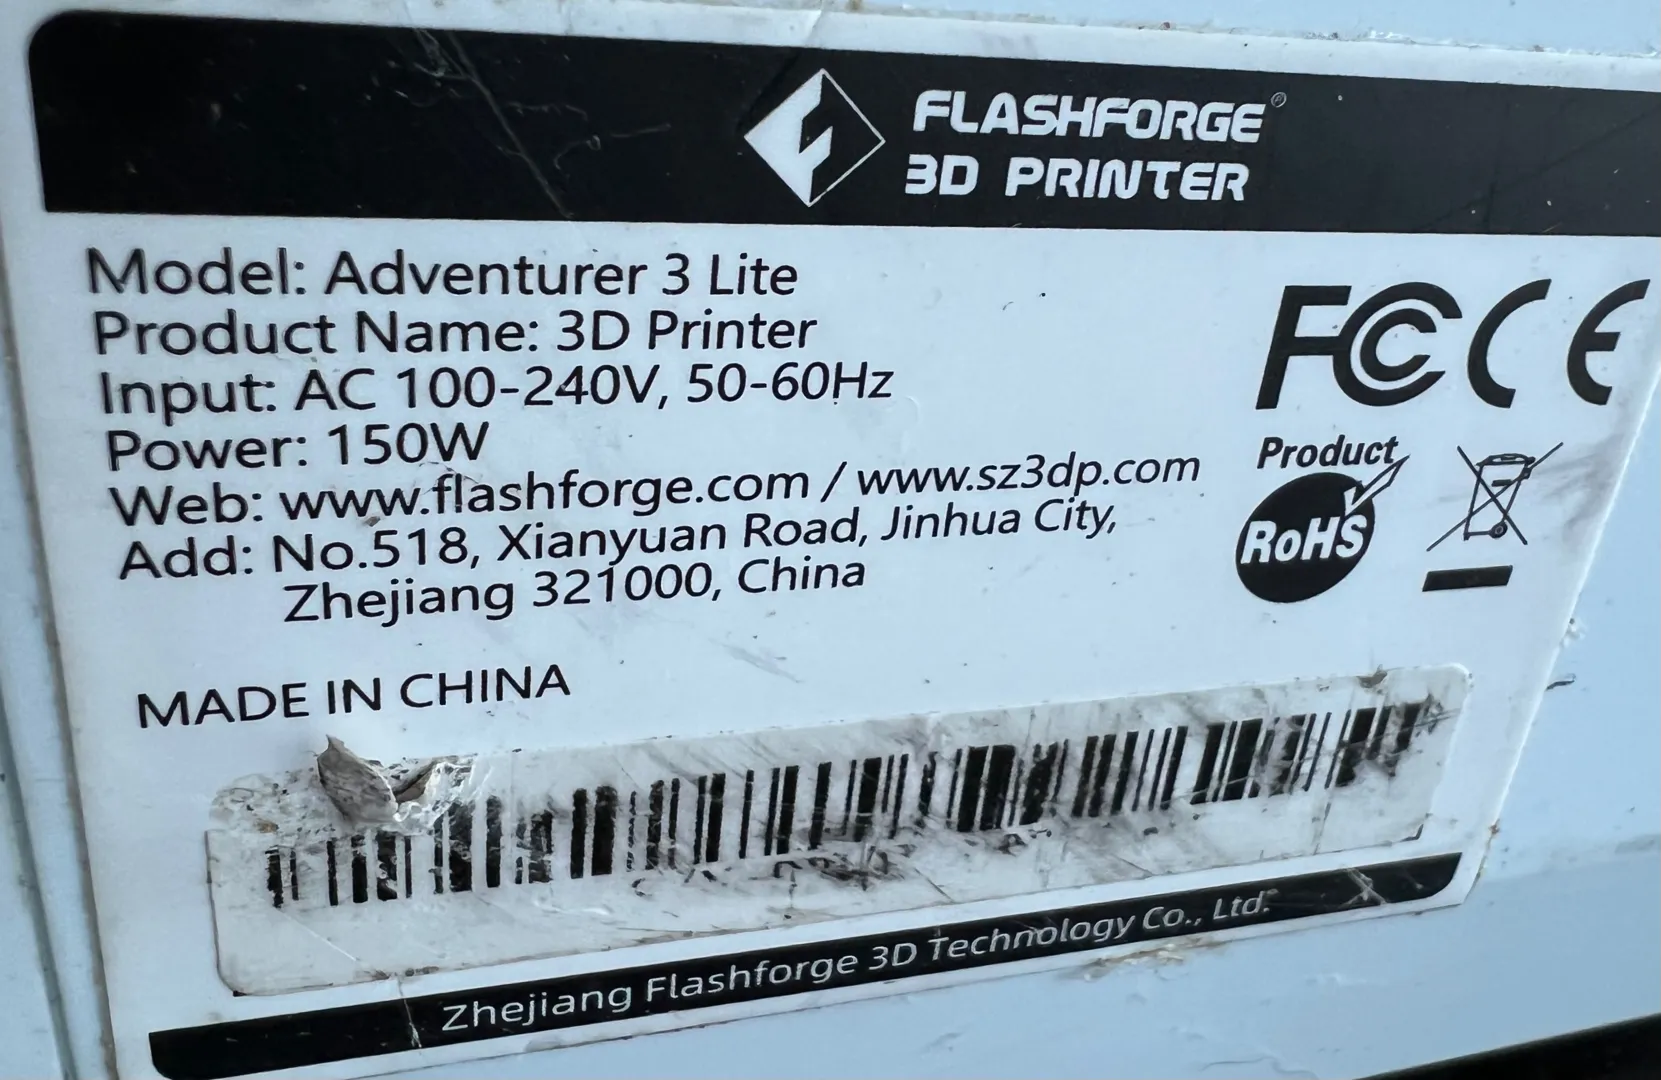 FLASHFORGE®
3D PRINTER
Model: Adventurer 3 Lite
Product Name: 3D Printer
Input: AC 100-240V, 50-60Hz
Power: 150W
Web: www.flashforge.com / www.sz3dp.com
Add: No.518, Xianyuan Road, Jinhua City,
Zhejiang 321000, China
FC CE
Product
RoHS
MADE IN CHINA
Zhejiang Flashforge 3D Technology Co., Ltd.